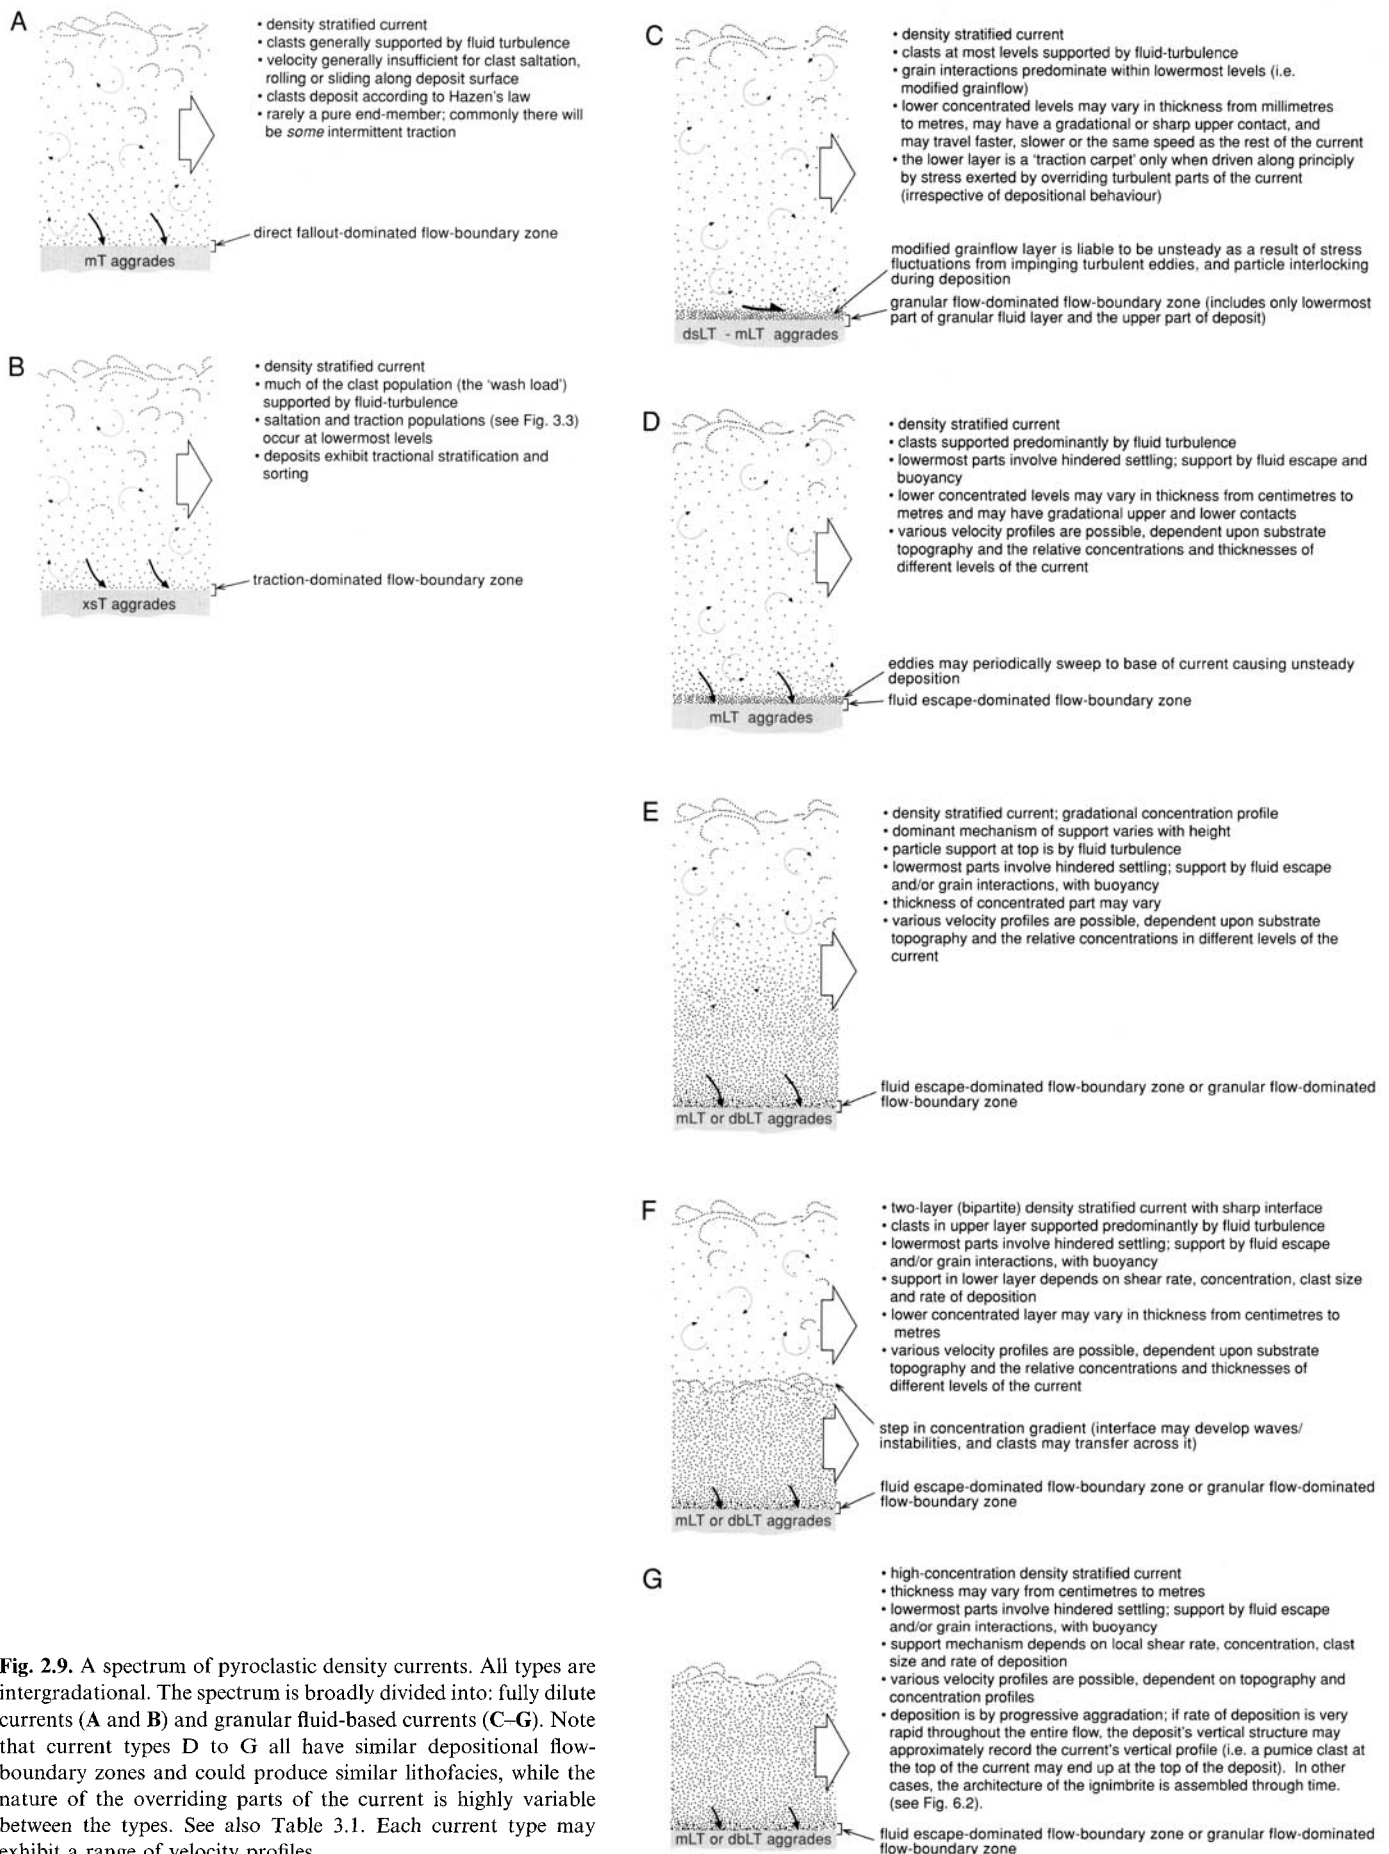 A
• density stratified current
• clasts generally supported by fluid turbulence
• velocity generally insufficient for clast saltation,
rolling or sliding along deposit surface
• clasts deposit according to Hazen's law
• rarely a pure end-member; commonly there will
be some intermittent traction
direct fallout-dominated flow-boundary zone
mT aggrades
B
• density stratified current
• much of the clast population (the 'wash load')
supported by fluid-turbulence
• saltation and traction populations (see Fig. 3.3)
occur at lowermost levels
• deposits exhibit tractional stratification and
sorting
traction-dominated flow-boundary zone
xsT aggrades
C
• density stratified current
• clasts at most levels supported by fluid-turbulence
• grain interactions predominate within lowermost levels (i.e.
modified grainflow)
• lower concentrated levels may vary in thickness from millimetres
to metres, may have a gradational or sharp upper contact, and
may travel faster, slower or the same speed as the rest of the current
• the lower layer is a 'traction carpet' only when driven along principly
by stress exerted by overriding turbulent parts of the current
(irrespective of depositional behaviour)
modified grainflow layer is liable to be unsteady as a result of stress
fluctuations from impinging turbulent eddies, and particle interlocking
during deposition
granular flow-dominated flow-boundary zone (includes only lowermost
part of granular fluid layer and the upper part of deposit)
dsLT - mLT aggrades
D
• density stratified current
• clasts supported predominantly by fluid turbulence
• lowermost parts involve hindered settling; support by fluid escape and
buoyancy
• lower concentrated levels may vary in thickness from centimetres to
metres and may have gradational upper and lower contacts
• various velocity profiles are possible, dependent upon substrate
topography and the relative concentrations and thicknesses of
different levels of the current
eddies may periodically sweep to base of current causing unsteady
deposition
fluid escape-dominated flow-boundary zone
mLT aggrades
E
• density stratified current; gradational concentration profile
• dominant mechanism of support varies with height
• particle support at top is by fluid turbulence
• lowermost parts involve hindered settling; support by fluid escape
and/or grain interactions, with buoyancy
• thickness of concentrated part may vary
• various velocity profiles are possible, dependent upon substrate
topography and the relative concentrations in different levels of the
current
fluid escape-dominated flow-boundary zone or granular flow-dominated
flow-boundary zone
mLT or dbLT aggrades
F
• two-layer (bipartite) density stratified current with sharp interface
• clasts in upper layer supported predominantly by fluid turbulence
• lowermost parts involve hindered settling; support by fluid escape
and/or grain interactions, with buoyancy
• support in lower layer depends on shear rate, concentration, clast size
and rate of deposition
• lower concentrated layer may vary in thickness from centimetres to
metres
• various velocity profiles are possible, dependent upon substrate
topography and the relative concentrations and thicknesses of
different levels of the current
step in concentration gradient (interface may develop waves/
instabilities, and clasts may transfer across it)
fluid escape-dominated flow-boundary zone or granular flow-dominated
flow-boundary zone
mLT or dbLT aggrades
G
• high-concentration density stratified current
• thickness may vary from centimetres to metres
• lowermost parts involve hindered settling; support by fluid escape
and/or grain interactions, with buoyancy
• support mechanism depends on local shear rate, concentration, clast
size and rate of deposition
• various velocity profiles are possible, dependent on topography and
concentration profiles
• deposition is by progressive aggradation; if rate of deposition is very
rapid throughout the entire flow, the deposit's vertical structure may
approximately record the current's vertical profile (i.e. a pumice clast at
the top of the current may end up at the top of the deposit). In other
cases, the architecture of the ignimbrite is assembled through time.
(see Fig. 6.2).
fluid escape-dominated flow-boundary zone or granular flow-dominated
flow-boundary zone
mLT or dbLT aggrades
Fig. 2.9. A spectrum of pyroclastic density currents. All types are
intergradational. The spectrum is broadly divided into: fully dilute
currents (A and B) and granular fluid-based currents (C–G). Note
that current types D to G all have similar depositional flow-
boundary zones and could produce similar lithofacies, while the
nature of the overriding parts of the current is highly variable
between the types. See also Table 3.1. Each current type may
exhibit a range of velocity profiles.